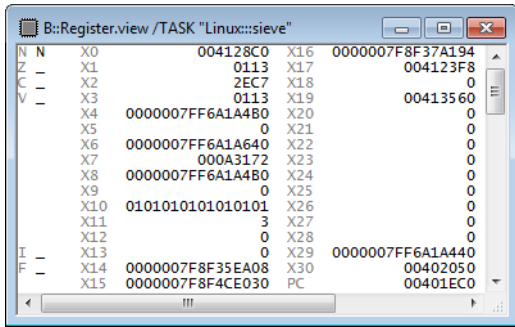 B::Register.view /TASK "Linux:::sieve"
N N X0 004128C0 X16 0000007F8F37A194
Z _ X1 0113 X17 004123F8
C _ X2 2EC7 X18 0
V _ X3 0113 X19 00413560
X4 0000007FF6A1A4B0 X20 0
X5 0 X21 0
X6 0000007FF6A1A640 X22 0
X7 000A3172 X23 0
X8 0000007FF6A1A4B0 X24 0
X9 0 X25 0
X10 0101010101010101 X26 0
X11 3 X27 0
X12 0 X28 0
I _ X13 0 X29 0000007FF6A1A440
F _ X14 0000007F8F35EA08 X30 00402050
X15 0000007F8F4CE030 PC 00401EC0